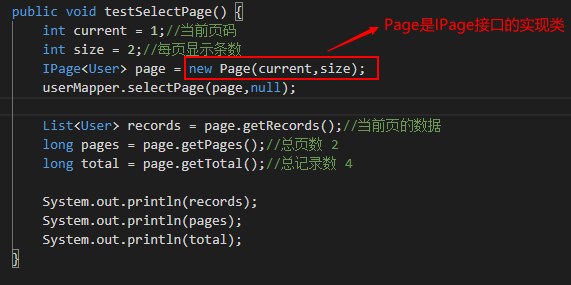 public void testSelectPage() {
Page是IPage接口的实现类
int current = 1;//当前页码
int size = 2;//每页显示条数
IPage<User> page = new Page(current,size);
userMapper.selectPage(page,null);
List<User> records = page.getRecords();//当前页的数据
long pages = page.getPages();//总页数 2
long total = page.getTotal();//总记录数 4
System.out.println(records);
System.out.println(pages);
System.out.println(total);
}